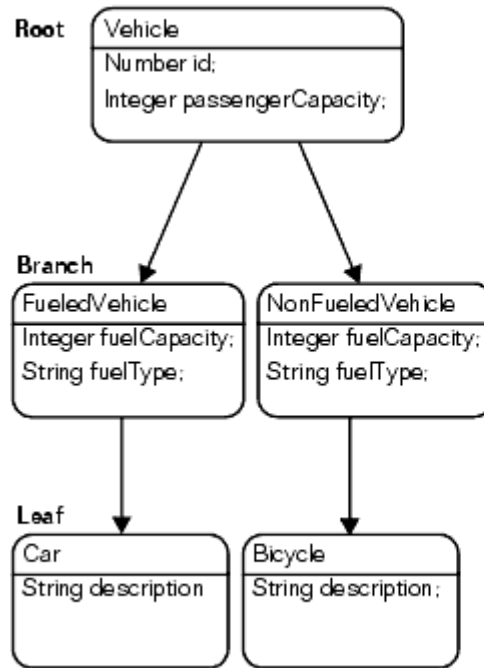 Root
Vehicle
Number id;
Integer passengerCapacity;
Branch
FueledVehicle
Integer fuelCapacity;
String fuelType;
NonFueledVehicle
Integer fuelCapacity;
String fuelType;
Leaf
Car
String description
Bicycle
String description;